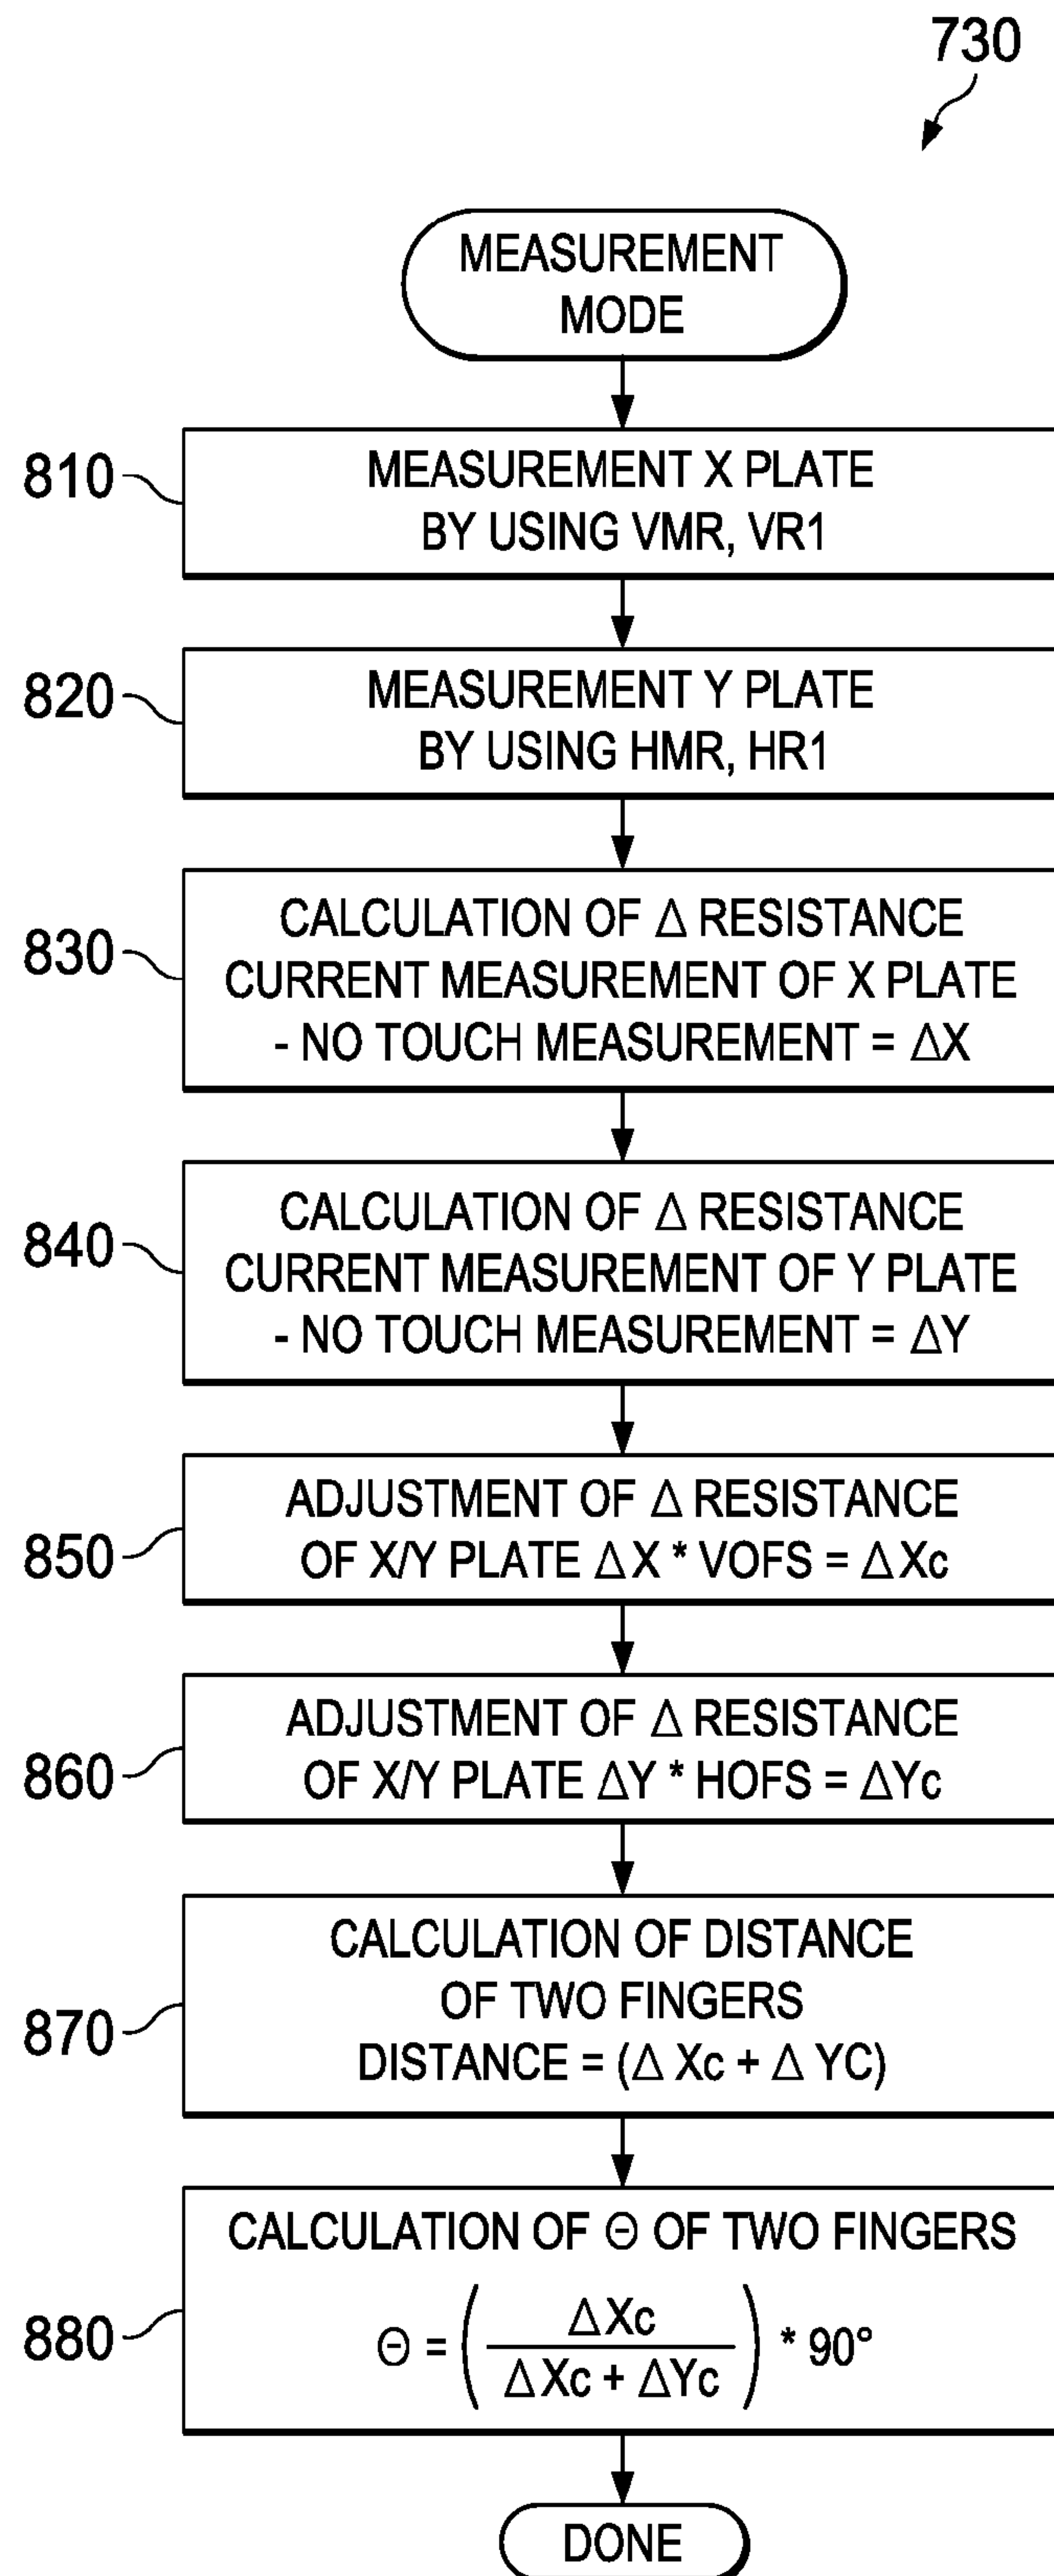 730
MEASUREMENT
MODE
810
MEASUREMENT X PLATE
BY USING VMR, VR1
820
MEASUREMENT Y PLATE
BY USING HMR, HR1
830
CALCULATION OF Δ RESISTANCE
CURRENT MEASUREMENT OF X PLATE
- NO TOUCH MEASUREMENT = ΔX
840
CALCULATION OF Δ RESISTANCE
CURRENT MEASUREMENT OF Y PLATE
- NO TOUCH MEASUREMENT = ΔY
850
ADJUSTMENT OF Δ RESISTANCE
OF X/Y PLATE ΔX * VOFS = ΔXc
860
ADJUSTMENT OF Δ RESISTANCE
OF X/Y PLATE ΔY * HOFS = ΔYc
870
CALCULATION OF DISTANCE
OF TWO FINGERS
DISTANCE = (Δ Xc + Δ YC)
880
CALCULATION OF Θ OF TWO FINGERS
Θ = ( ΔXc / ΔXc + ΔYc ) * 90°
DONE